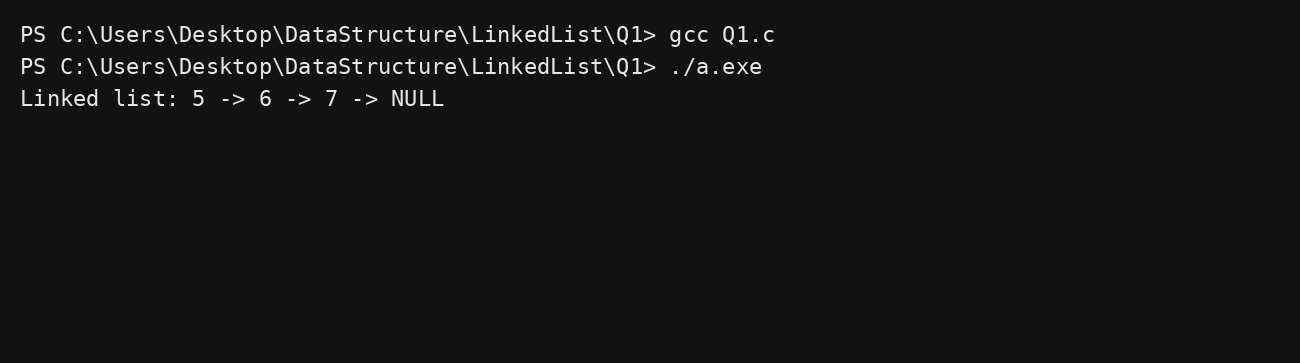 PS C:\Users\Desktop\DataStructure\LinkedList\Q1> gcc Q1.c
PS C:\Users\Desktop\DataStructure\LinkedList\Q1> ./a.exe
Linked list: 5 -> 6 -> 7 -> NULL